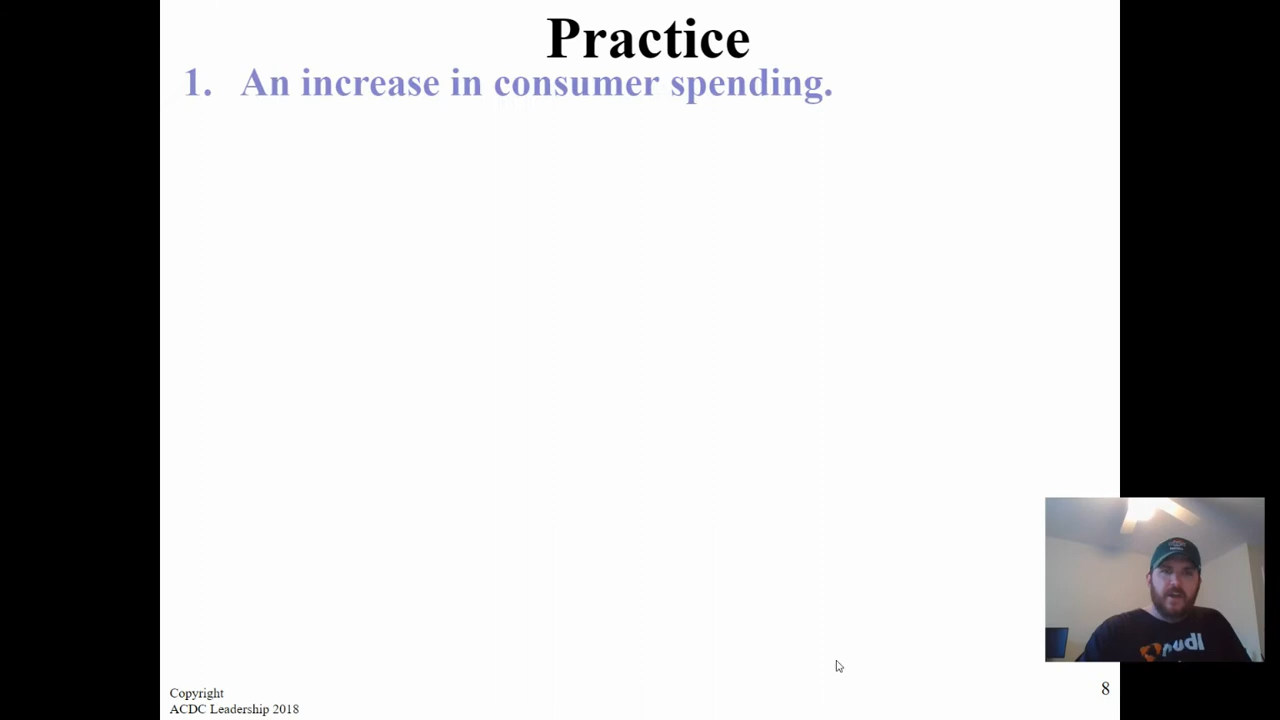 Practice
1. An increase in consumer spending.
Copyright
ACDC Leadership 2018
8